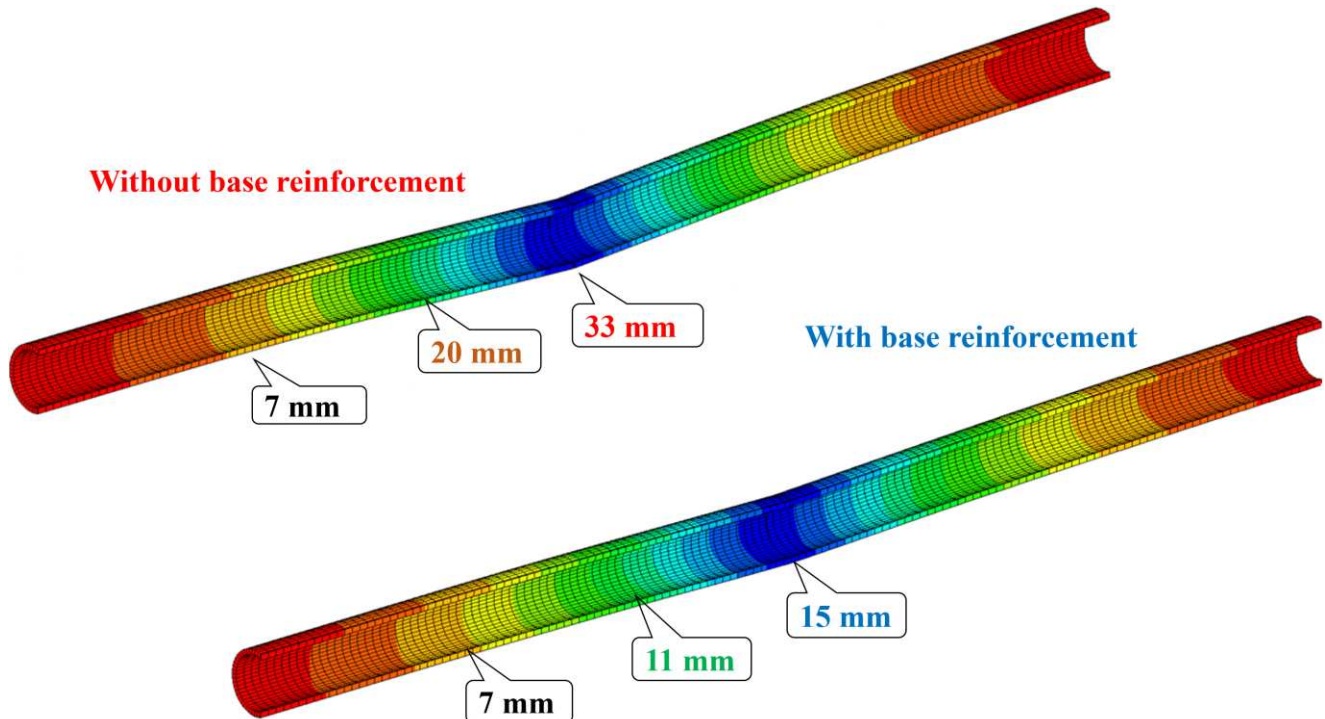 Without base reinforcement
33 mm
20 mm
7 mm
With base reinforcement
15 mm
11 mm
7 mm